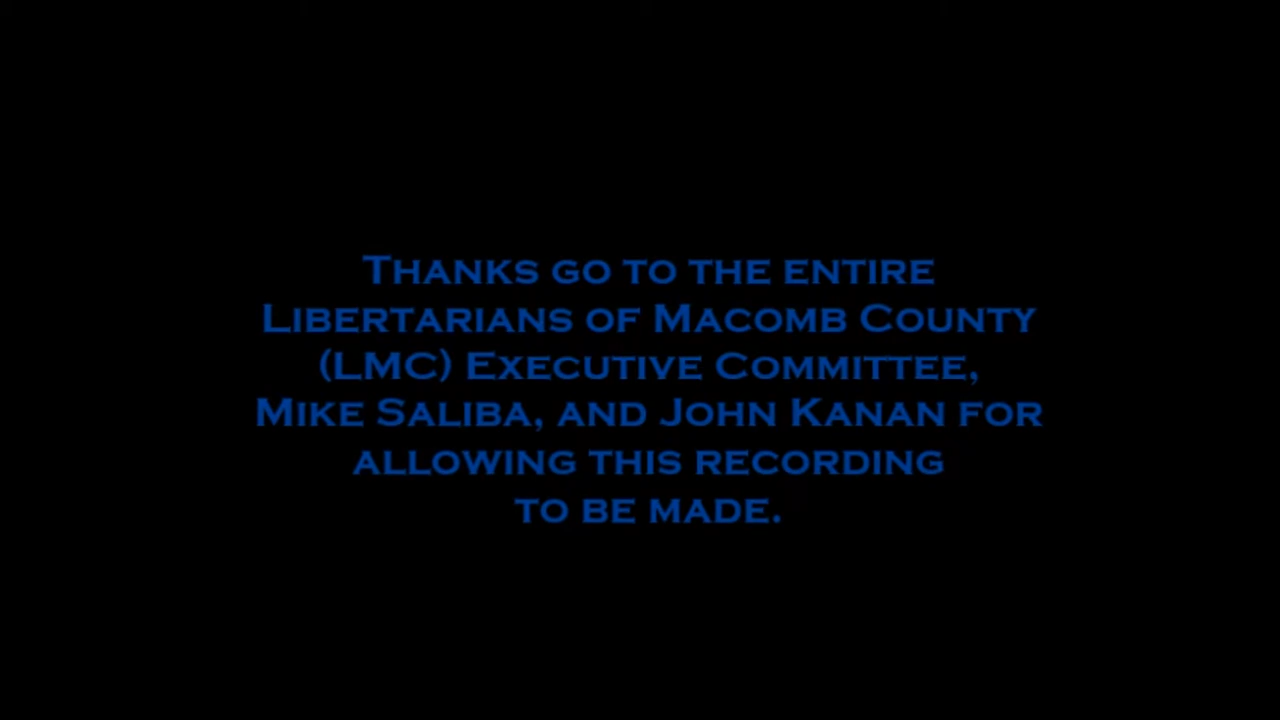 Thanks go to the entire
Libertarians of Macomb County
(LMC) Executive Committee,
Mike Saliba, and John Kanan for
allowing this recording
to be made.